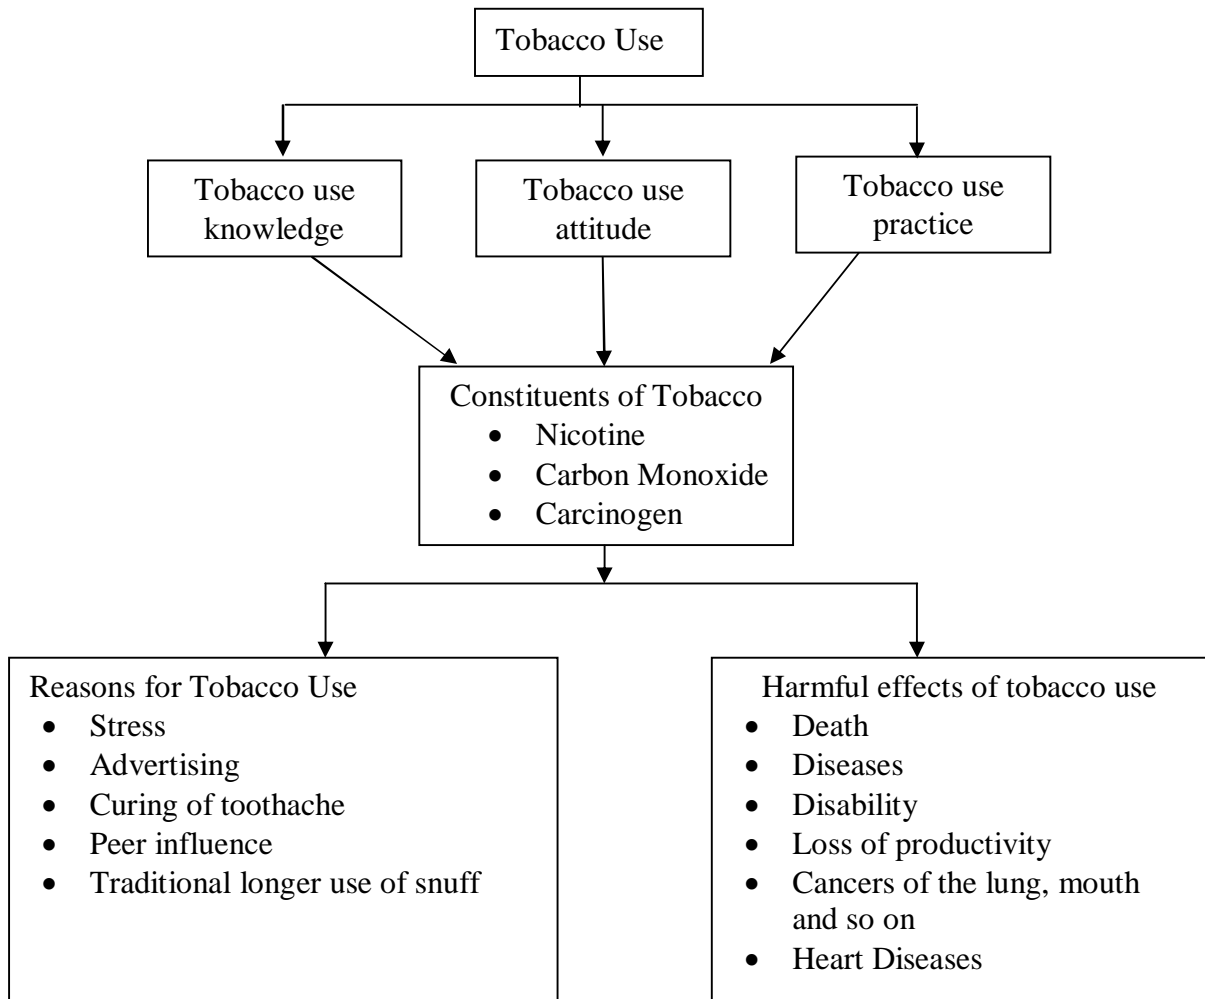 Tobacco Use
Tobacco use
knowledge
Tobacco use
attitude
Tobacco use
practice
Constituents of Tobacco
• Nicotine
• Carbon Monoxide
• Carcinogen
Reasons for Tobacco Use
• Stress
• Advertising
• Curing of toothache
• Peer influence
• Traditional longer use of snuff
Harmful effects of tobacco use
• Death
• Diseases
• Disability
• Loss of productivity
• Cancers of the lung, mouth
and so on
• Heart Diseases